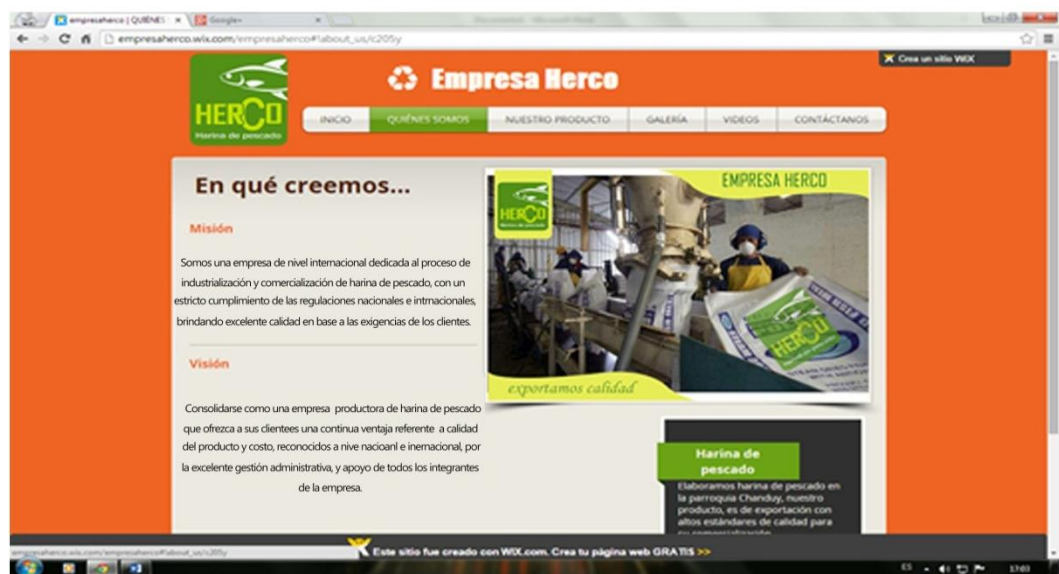 empresaherco | QUIÉNES
Google+
empresaherco.wix.com/empresaherco#!about_us/c205y
Crea un sitio WIX
HERCO
Harina de pescado
Empresa Herco
INICIO
QUIÉNES SOMOS
NUESTRO PRODUCTO
GALERÍA
VIDEOS
CONTÁCTANOS
En qué creemos...
Misión
Somos una empresa de nivel internacional dedicada al proceso de
industrialización y comercialización de harina de pescado, con un
estricto cumplimiento de las regulaciones nacionales e intrnacionales,
brindando excelente calidad en base a las exigencias de los clientes.
Visión
Consolidarse como una empresa productora de harina de pescado
que ofrezca a sus clientees una continua ventaja referente a calidad
del producto y costo, reconocidos a nive nacioanl e inernacional, por
la excelente gestión administrativa, y apoyo de todos los integrantes
de la empresa.
EMPRESA HERCO
HERCO
HERCO
exportamos calidad
Harina de
pescado
Elaboramos harina de pescado en
la parroquia Chanduy, nuestro
producto, es de exportación con
altos estándares de calidad para
su comercialización
empresaherco.wix.com/empresaherco#!about_us/c205y
Este sitio fue creado con WIX.com. Crea tu página web GRATIS >>
ES
17:03